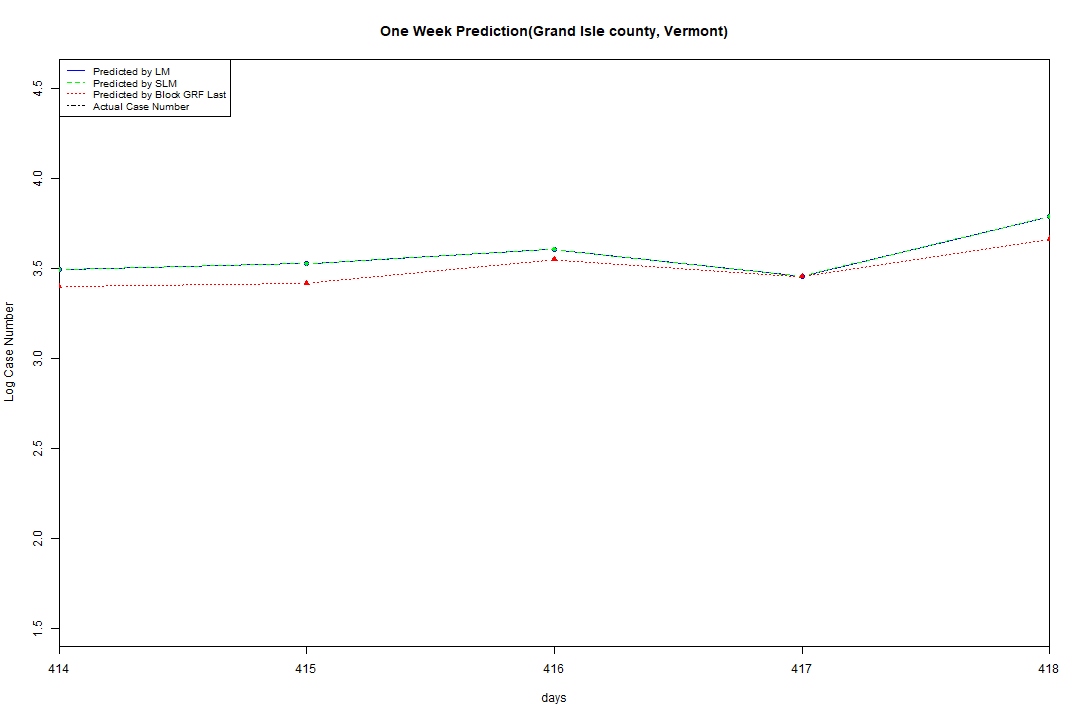 One Week Prediction(Grand Isle county, Vermont)
Predicted by LM
Predicted by SLM
Predicted by Block GRF Last
Actual Case Number
4.5
4.0
3.5
3.0
2.5
2.0
1.5
Log Case Number
414 415 416 417 418
days